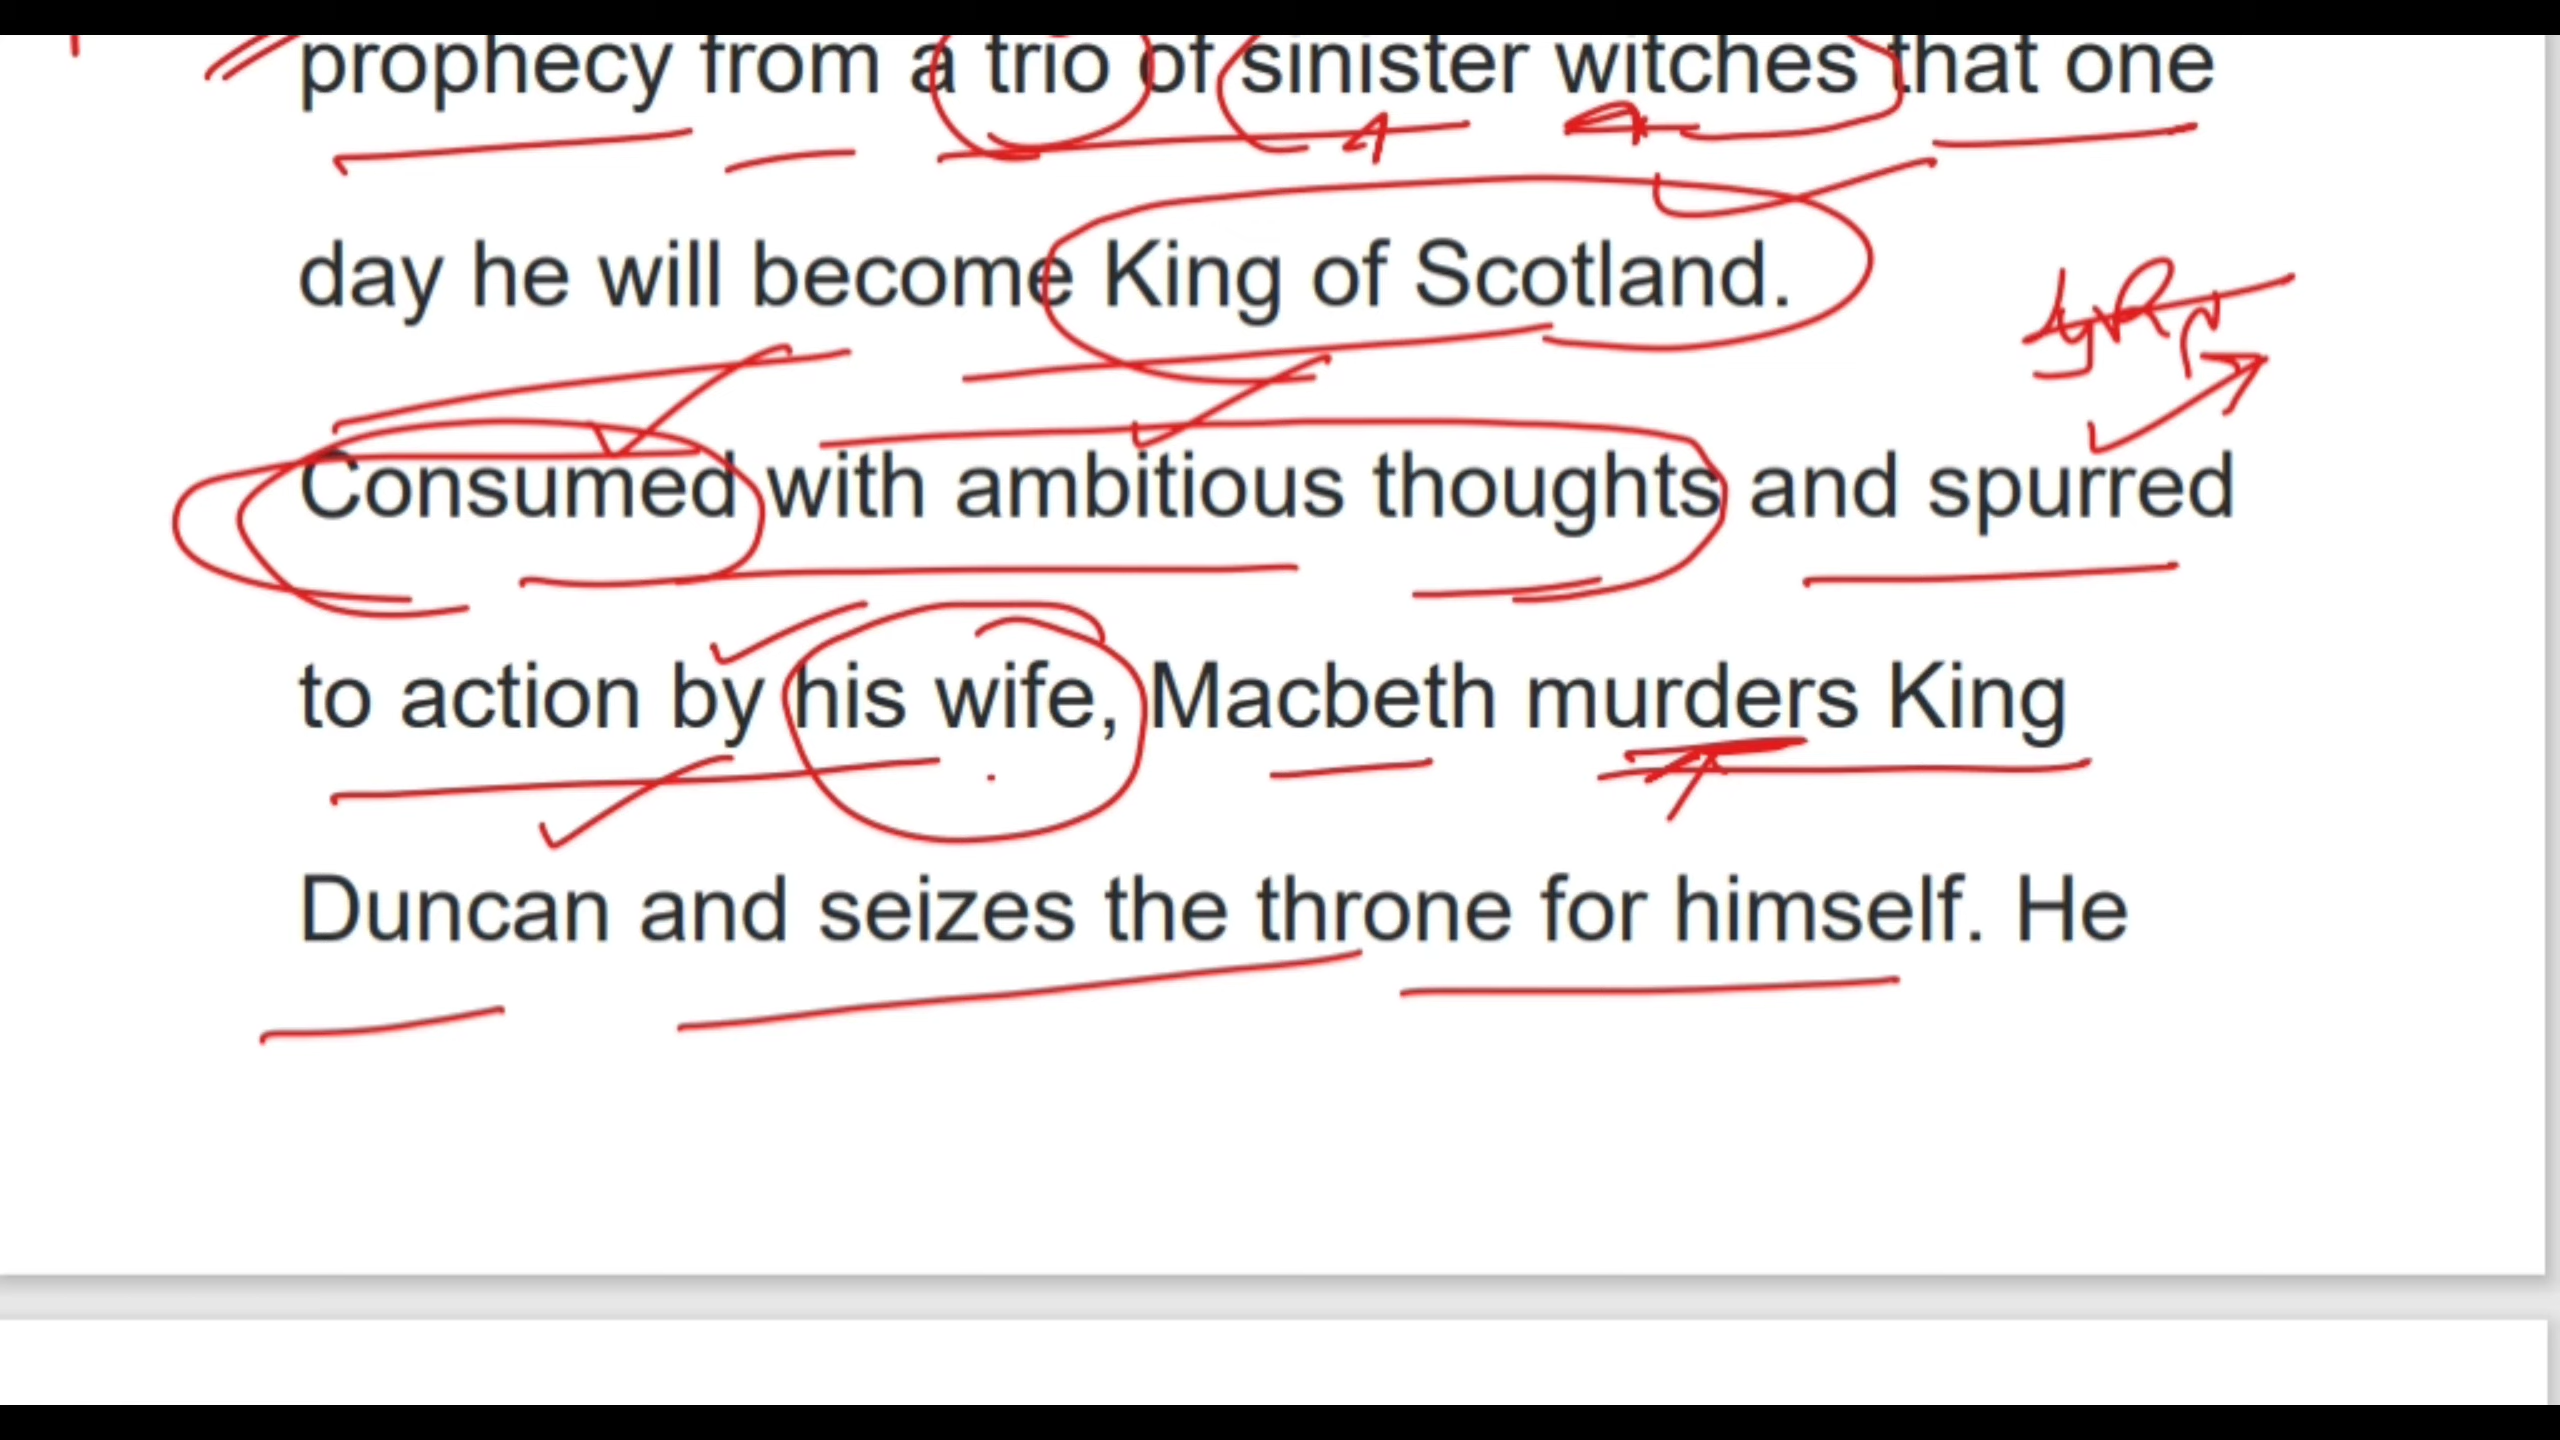 prophecy from a trio of sinister witches that one
day he will become King of Scotland.
Consumed with ambitious thoughts and spurred
to action by his wife, Macbeth murders King
Duncan and seizes the throne for himself. He